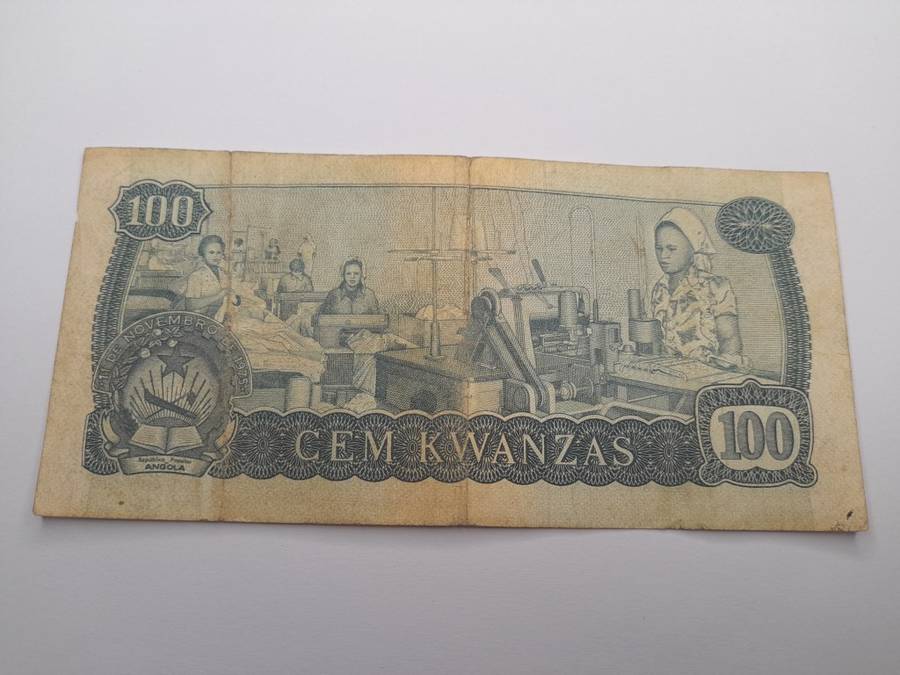 100
11 DE NOVEMBRO DE 1975
República Popular
ANGOLA
CEM KWANZAS
100